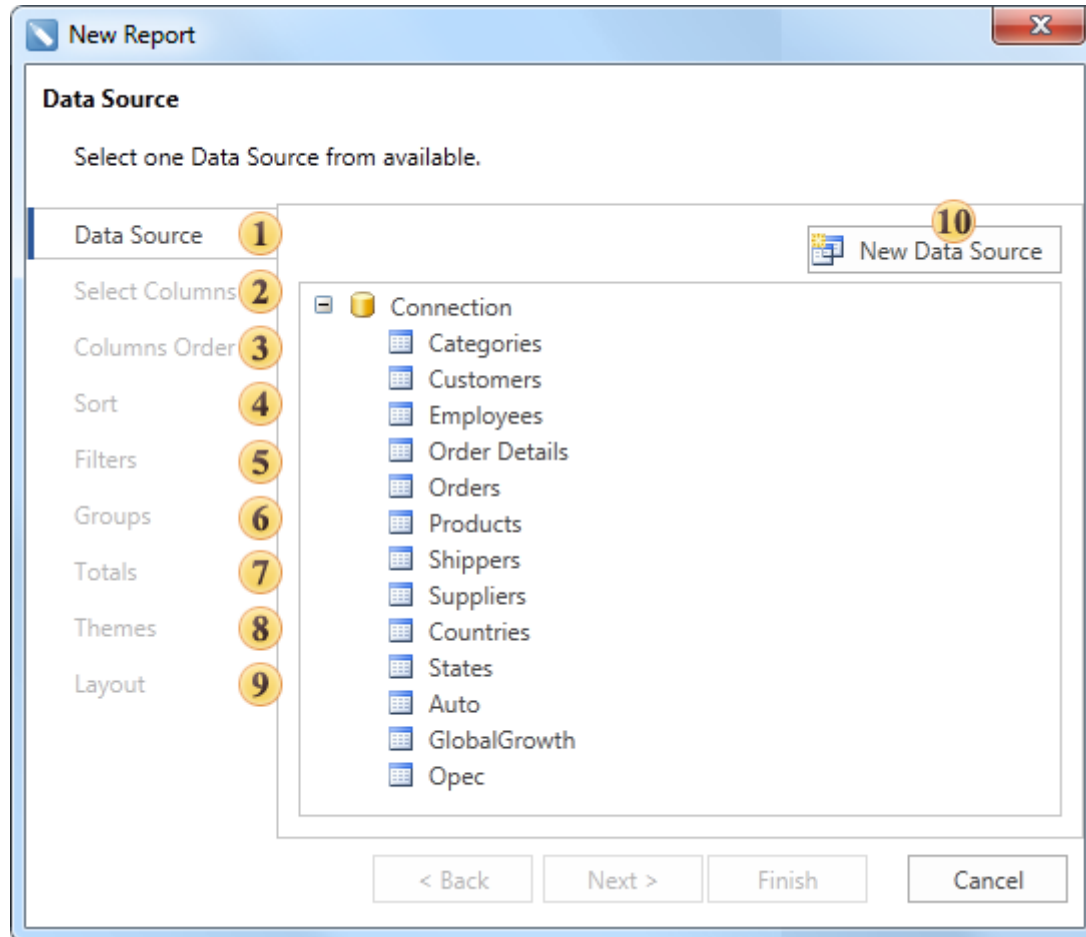 New Report
X
Data Source
Select one Data Source from available.
Data Source 1
Select Columns 2
Columns Order 3
Sort 4
Filters 5
Groups 6
Totals 7
Themes 8
Layout 9
10
New Data Source
Connection
Categories
Customers
Employees
Order Details
Orders
Products
Shippers
Suppliers
Countries
States
Auto
GlobalGrowth
Opec
< Back
Next >
Finish
Cancel